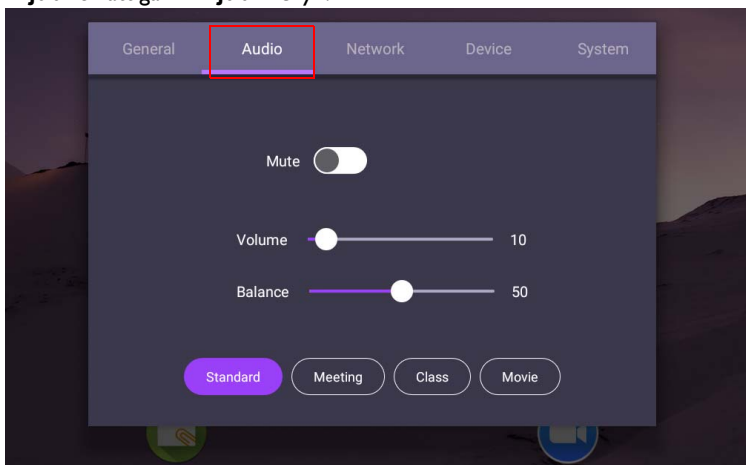 General Audio Network Device System
Mute
Volume 10
Balance 50
Standard Meeting Class Movie